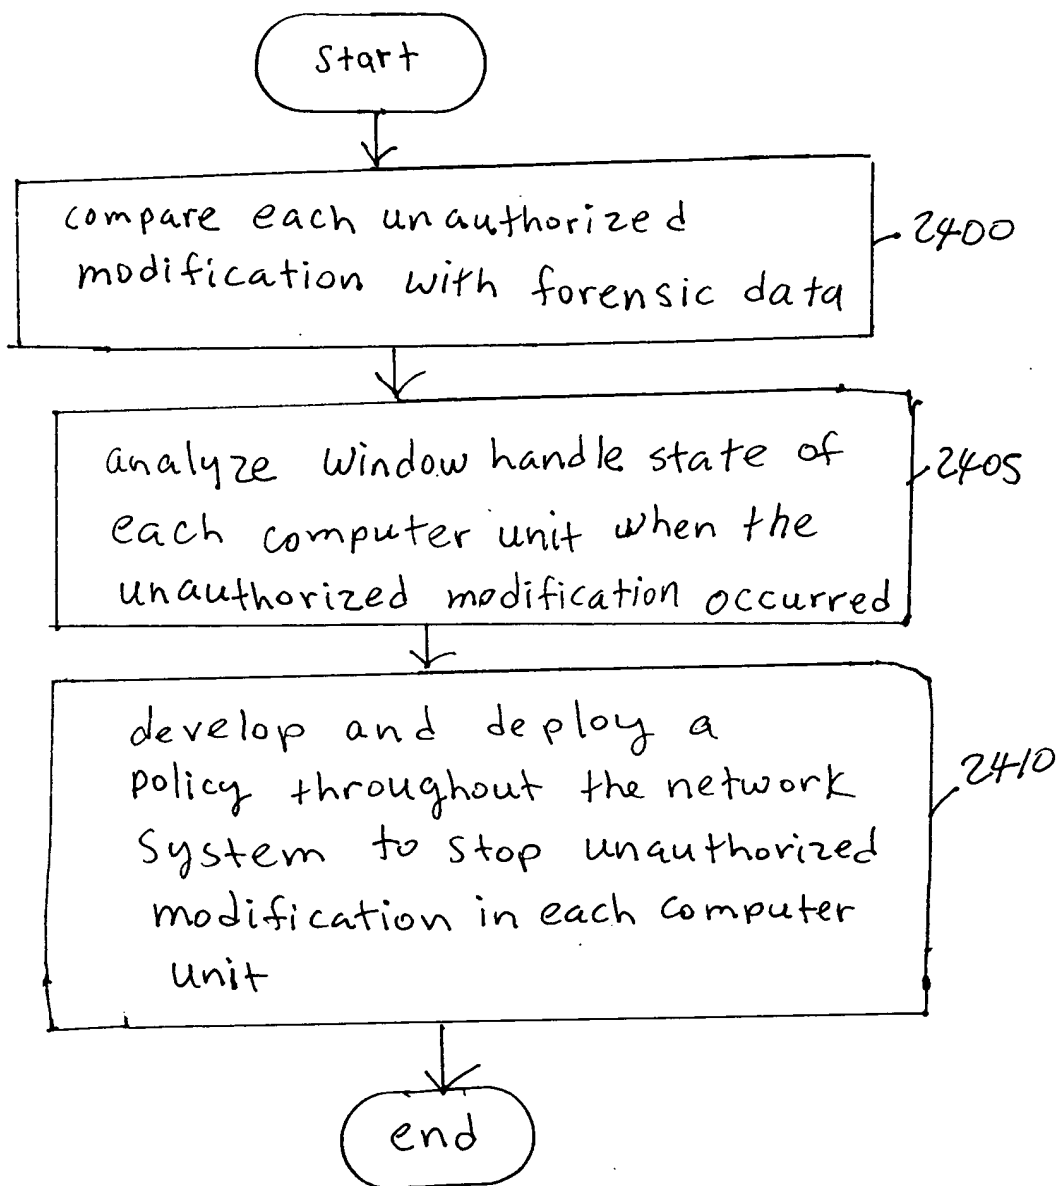 start
compare each unauthorized
modification with forensic data
2400
analyze window handle state of
each computer unit when the
unauthorized modification occurred
2405
develop and deploy a
policy throughout the network
system to stop unauthorized
modification in each computer
unit
2410
end